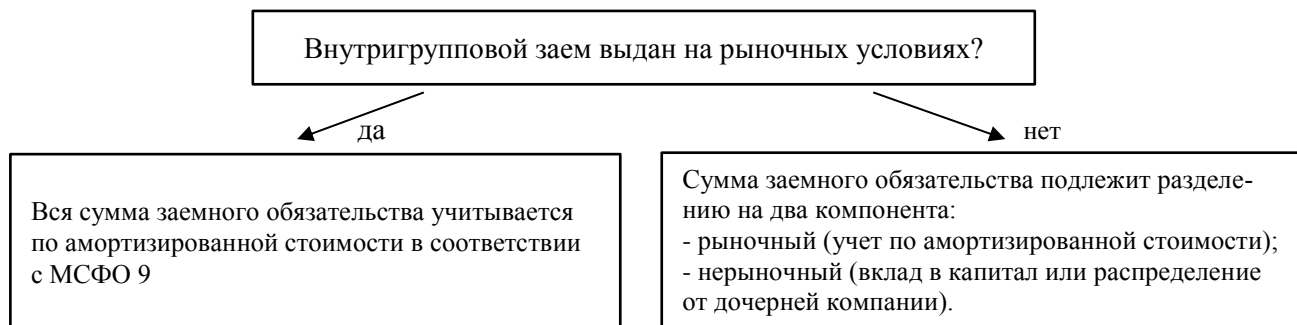 Внутригрупповой заем выдан на рыночных условиях?
да
нет
Вся сумма заемного обязательства учитывается
по амортизированной стоимости в соответствии
с МСФО 9
Сумма заемного обязательства подлежит разделе-
нию на два компонента:
- рыночный (учет по амортизированной стоимости);
- нерыночный (вклад в капитал или распределение
от дочерней компании).